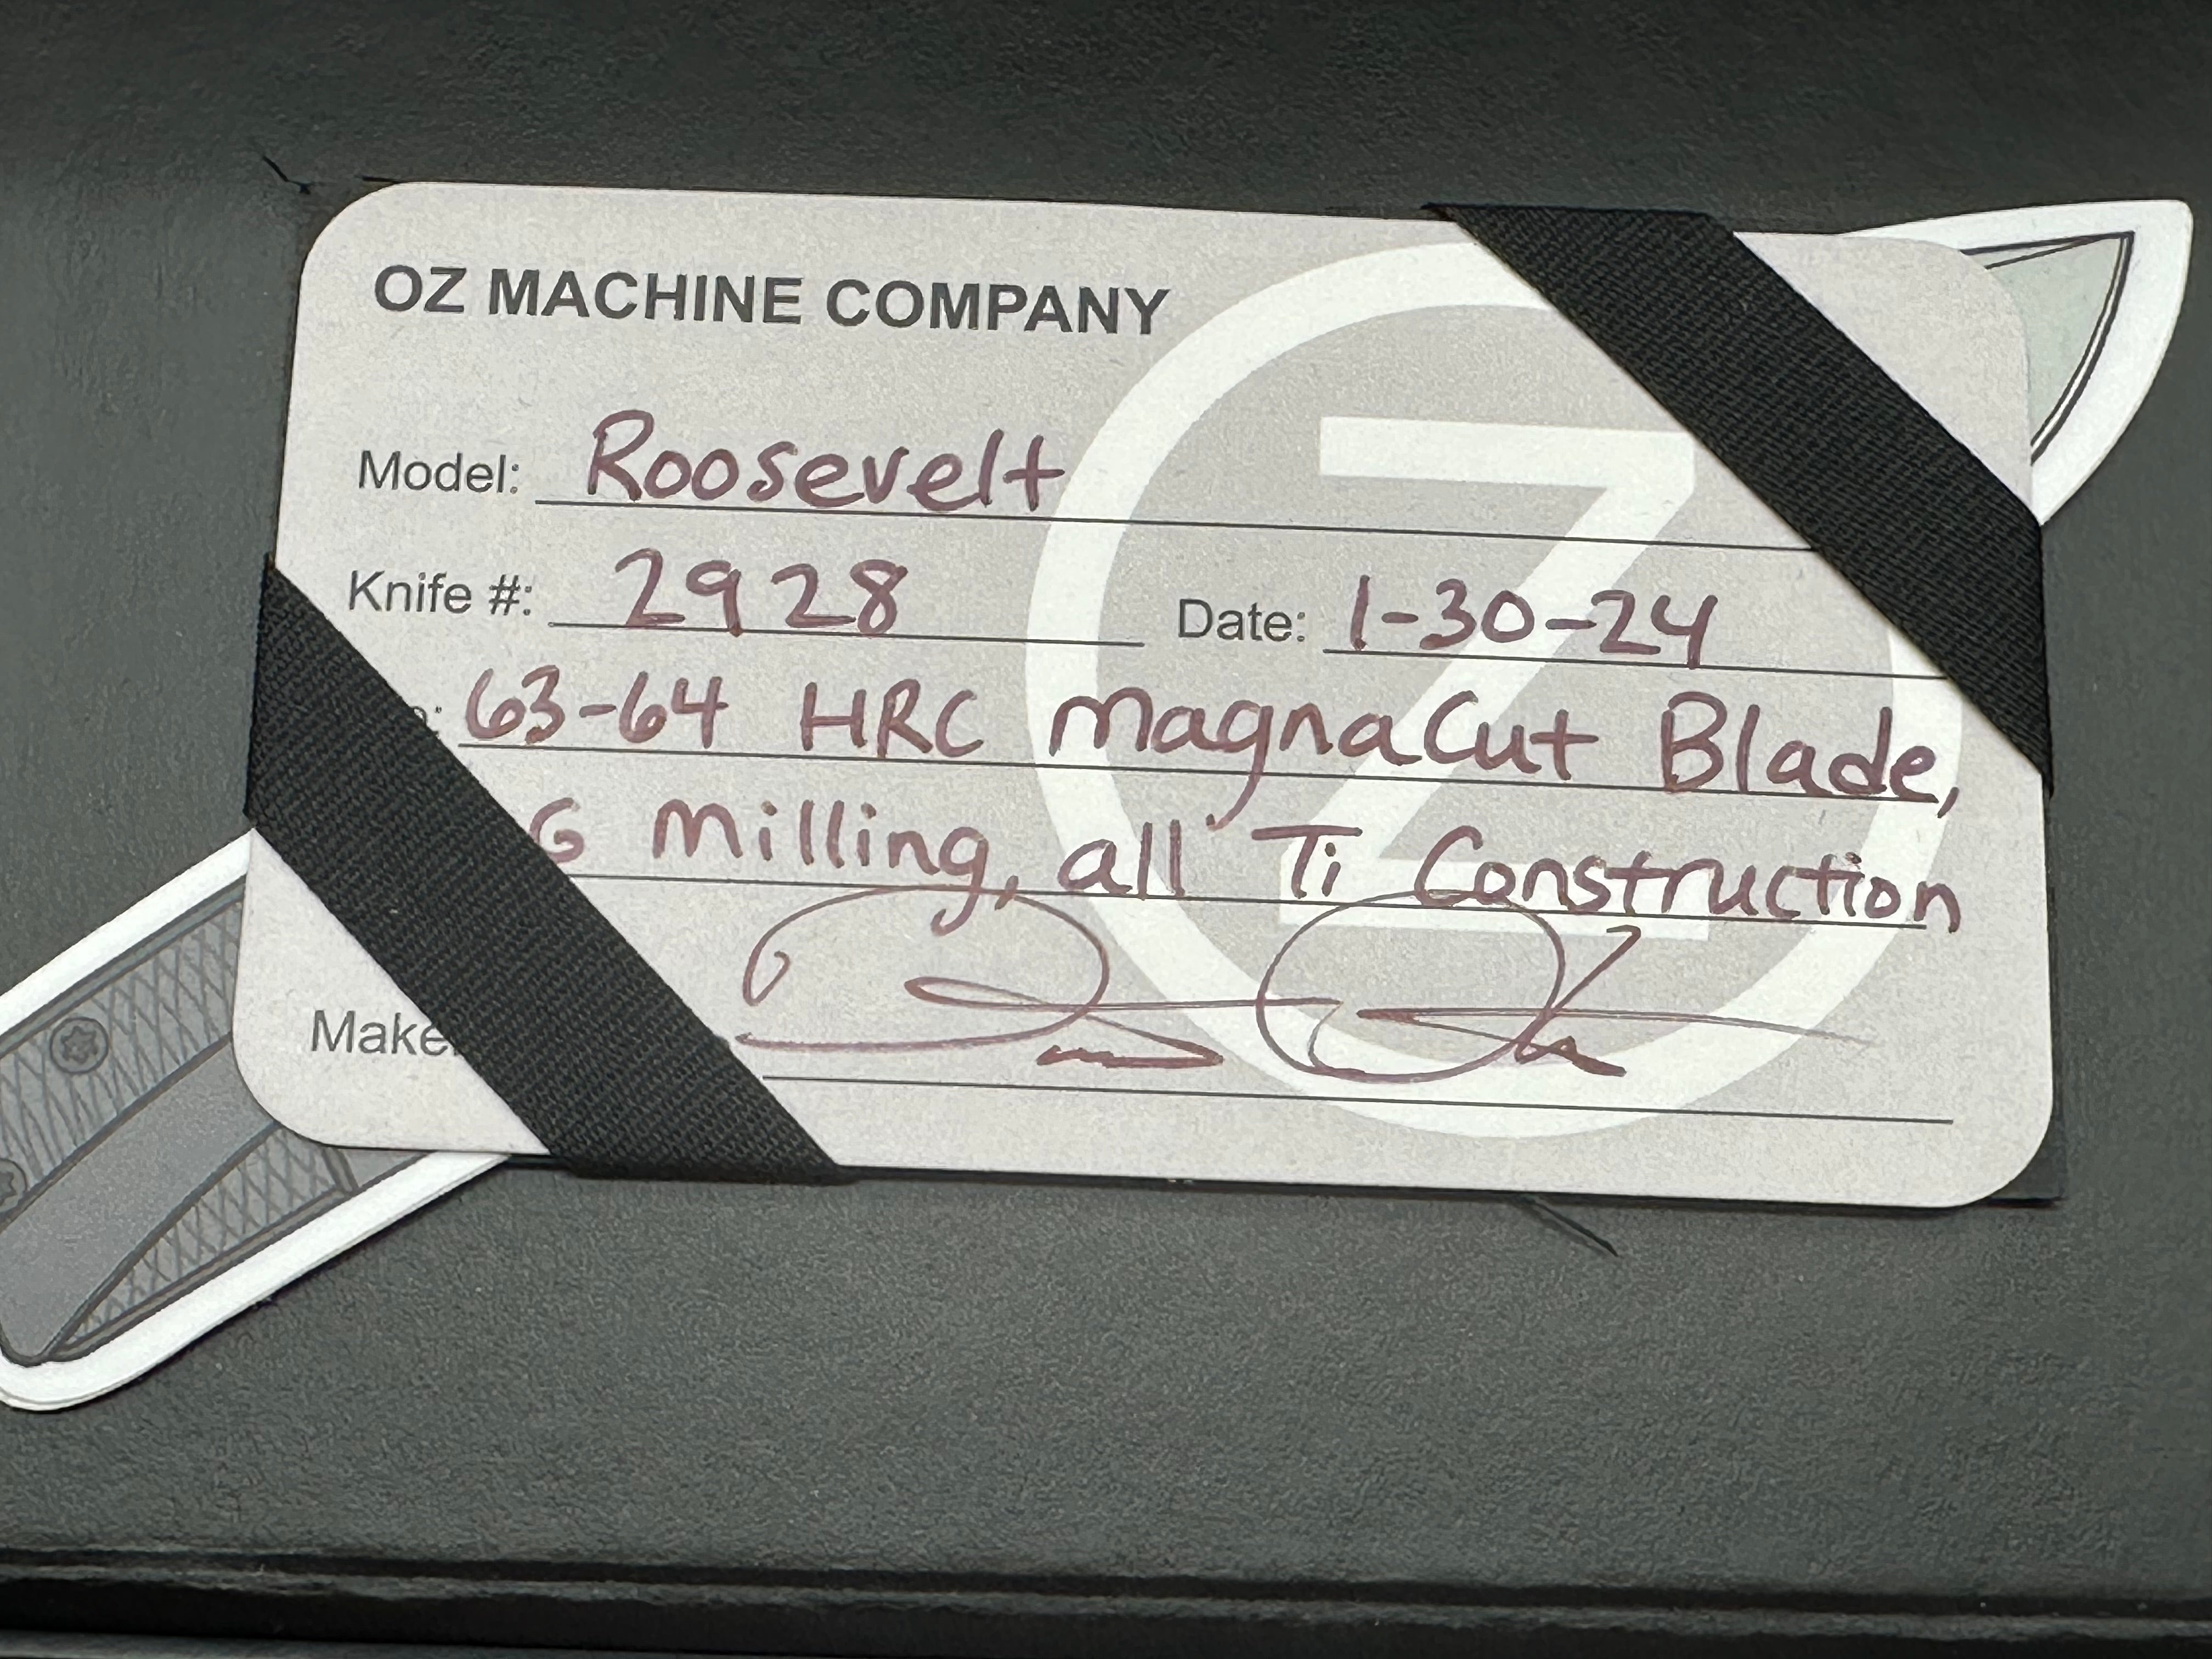 OZ MACHINE COMPANY
Model: Roosevelt
Knife #: 2928 Date: 1-30-24
63-64 HRC MagnaCut Blade,
G Milling, all Ti Construction
Make